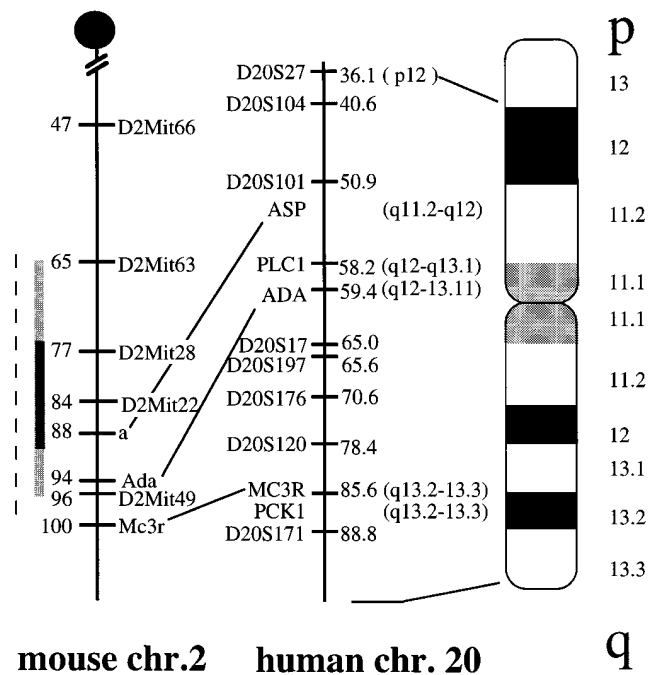 p
D20S27 36.1 ( p12 )
13
D20S104 40.6
47 D2Mit66
12
D20S101 50.9
ASP (q11.2-q12)
11.2
65 D2Mit63
PLC1 58.2 (q12-q13.1)
11.1
ADA 59.4 (q12-13.11)
11.1
77 D2Mit28
D20S17 65.0
D20S197 65.6
11.2
84 D2Mit22
D20S176 70.6
88 a
12
D20S120 78.4
13.1
94 Ada
96 D2Mit49
MC3R 85.6 (q13.2-13.3)
PCK1 (q13.2-13.3)
13.2
100 Mc3r
D20S171 88.8
13.3
q
mouse chr.2 human chr. 20